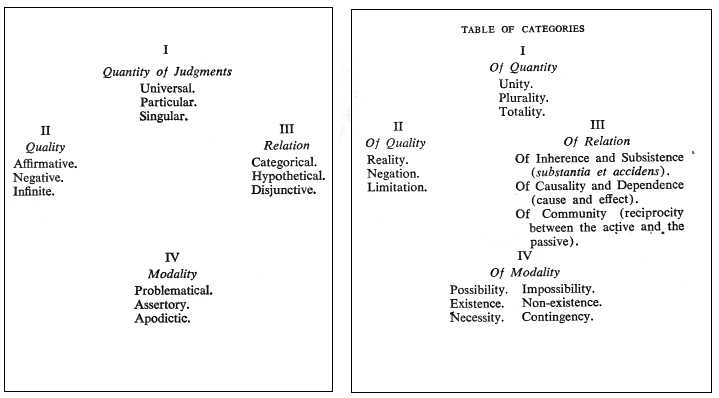 I
Quantity of Judgments
Universal.
Particular.
Singular.
II
Quality
Affirmative.
Negative.
Infinite.
III
Relation
Categorical.
Hypothetical.
Disjunctive.
IV
Modality
Problematical.
Assertory.
Apodictic.
TABLE OF CATEGORIES
I
Of Quantity
Unity.
Plurality.
Totality.
II
Of Quality
Reality.
Negation.
Limitation.
III
Of Relation
Of Inherence and Subsistence
(substantia et accidens).
Of Causality and Dependence
(cause and effect).
Of Community (reciprocity
between the active and the
passive).
IV
Of Modality
Possibility. Impossibility.
Existence. Non-existence.
Necessity. Contingency.